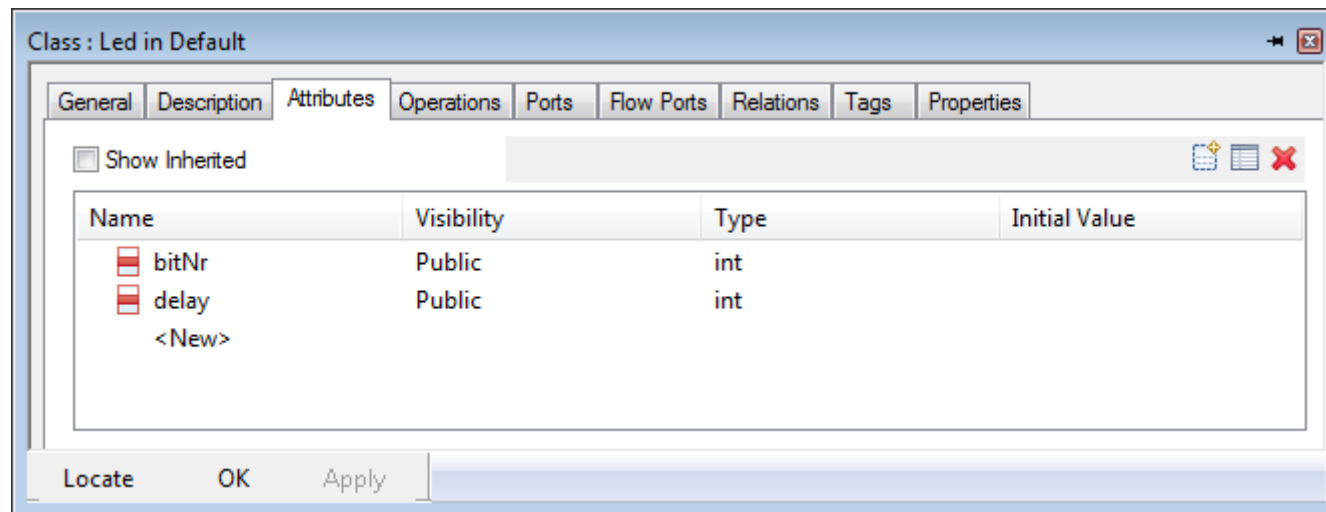 Class : Led in Default
General Description Attributes Operations Ports Flow Ports Relations Tags Properties
Show Inherited
Name Visibility Type Initial Value
bitNr Public int
delay Public int
<New>
Locate OK Apply